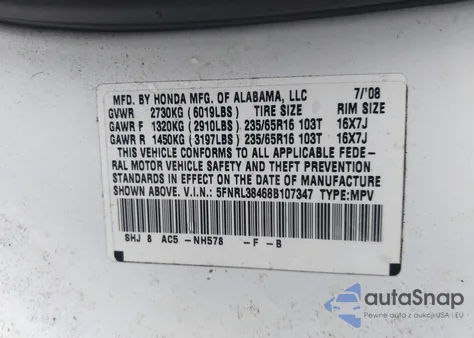 MFD. BY HONDA MFG. OF ALABAMA, LLC 7/'08
GVWR 2730KG (6019LBS) TIRE SIZE RIM SIZE
GAWR F 1320KG (2910LBS) 235/65R16 103T 16X7J
GAWR R 1450KG (3197LBS) 235/65R16 103T 16X7J
THIS VEHICLE CONFORMS TO ALL APPLICABLE FEDE-
RAL MOTOR VEHICLE SAFETY AND THEFT PREVENTION
STANDARDS IN EFFECT ON THE DATE OF MANUFACTURE
SHOWN ABOVE. V.I.N.: 5FNRL38468B107347 TYPE:MPV
SHJ 8 AC5 -NH578 -F -B
autoSnap
Pewne auta z aukcji USA i EU